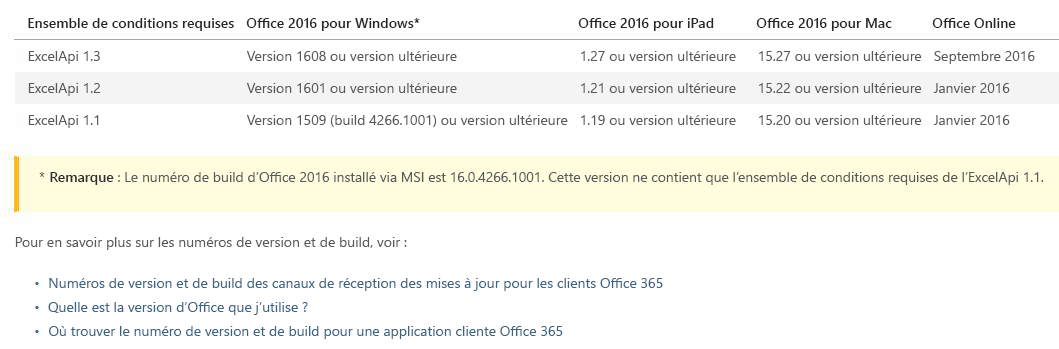 Ensemble de conditions requises Office 2016 pour Windows* Office 2016 pour iPad Office 2016 pour Mac Office Online
ExcelApi 1.3 Version 1608 ou version ultérieure 1.27 ou version ultérieure 15.27 ou version ultérieure Septembre 2016
ExcelApi 1.2 Version 1601 ou version ultérieure 1.21 ou version ultérieure 15.22 ou version ultérieure Janvier 2016
ExcelApi 1.1 Version 1509 (build 4266.1001) ou version ultérieure 1.19 ou version ultérieure 15.20 ou version ultérieure Janvier 2016
* Remarque : Le numéro de build d’Office 2016 installé via MSI est 16.0.4266.1001. Cette version ne contient que l’ensemble de conditions requises de l’ExcelApi 1.1.
Pour en savoir plus sur les numéros de version et de build, voir :
• Numéros de version et de build des canaux de réception des mises à jour pour les clients Office 365
• Quelle est la version d’Office que j’utilise ?
• Où trouver le numéro de version et de build pour une application cliente Office 365